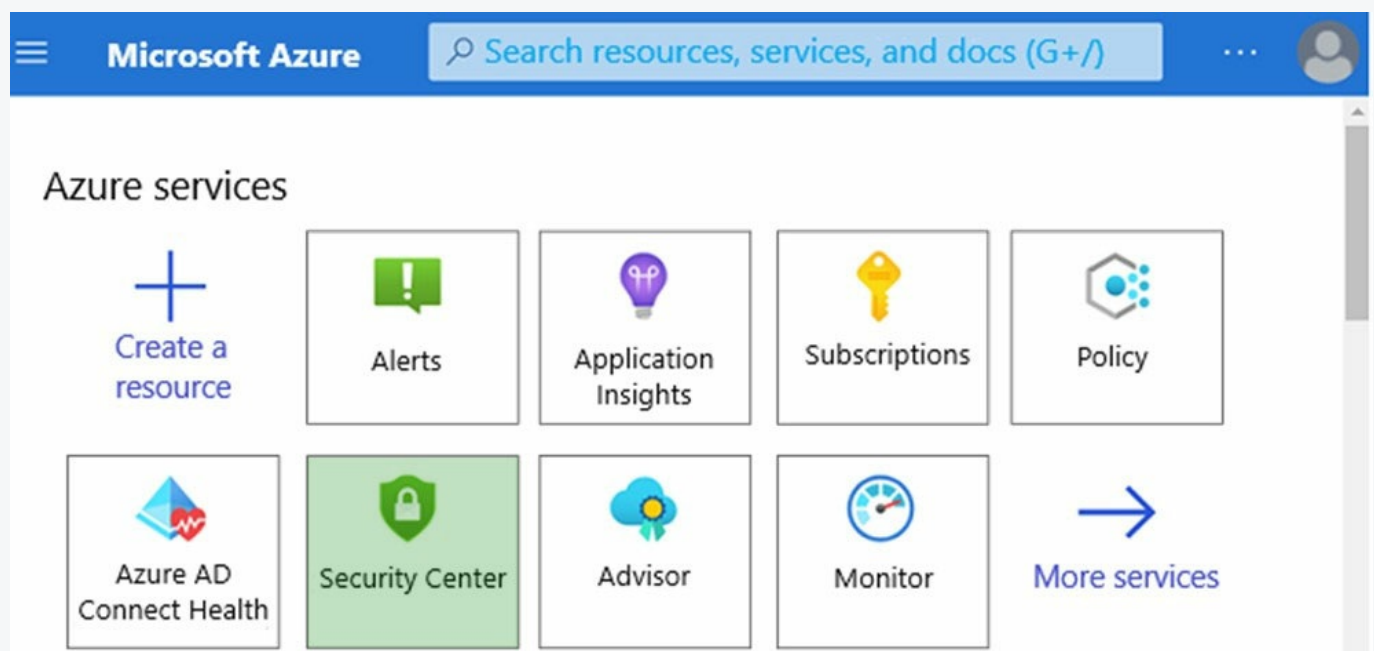 Microsoft Azure
Search resources, services, and docs (G+/)
...
Azure services
Create a
resource
Alerts
Application
Insights
Subscriptions
Policy
Azure AD
Connect Health
Security Center
Advisor
Monitor
More services